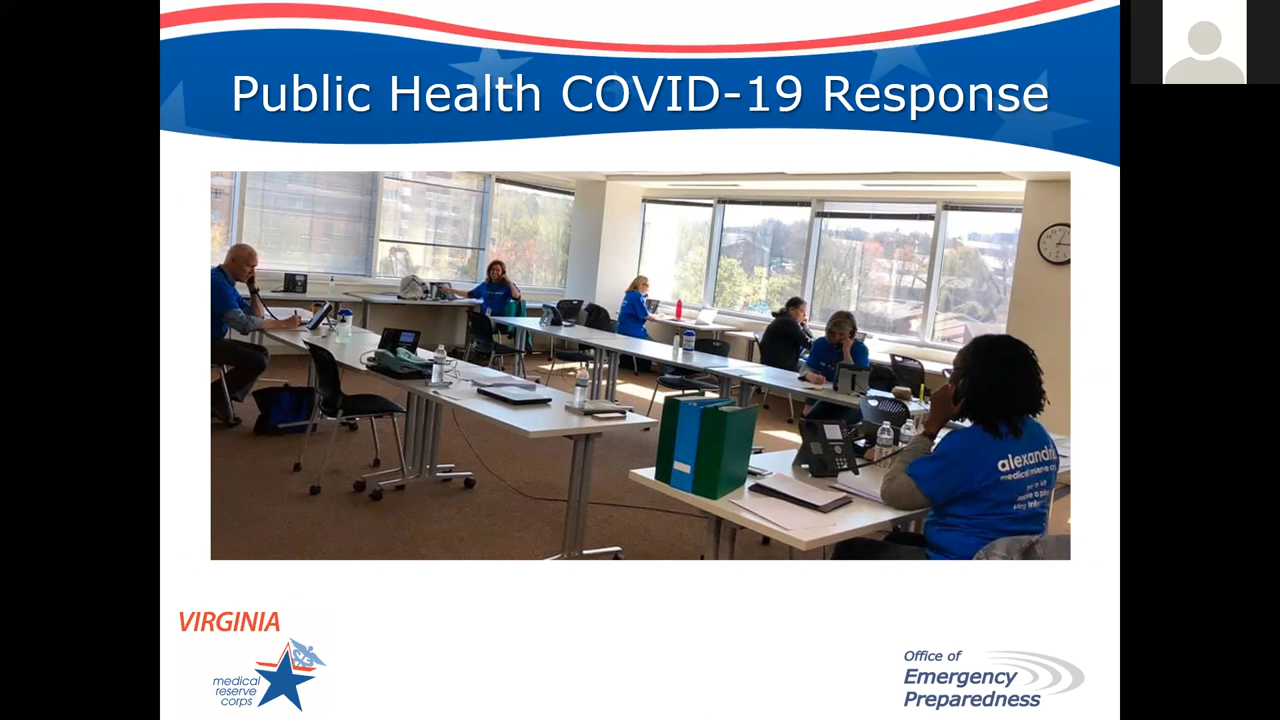 Public Health COVID-19 Response
alexandria
medical reserve corps
VIRGINIA
medical
reserve
corps
Office of
Emergency
Preparedness